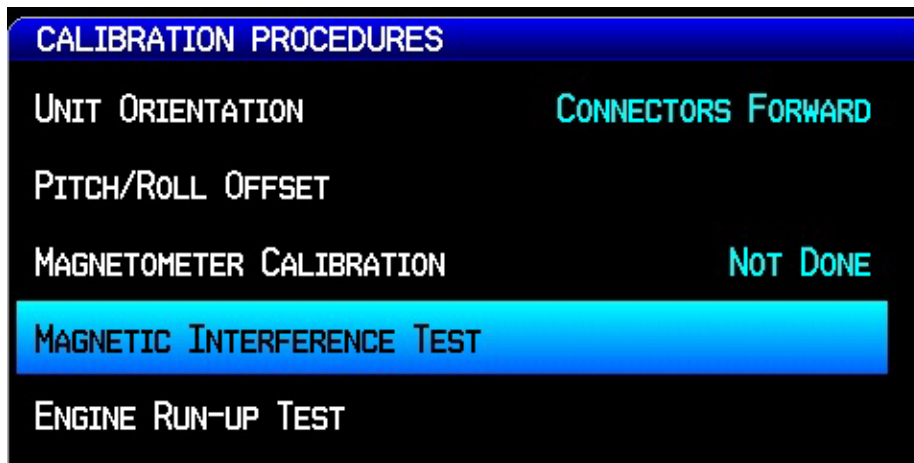 CALIBRATION PROCEDURES
UNIT ORIENTATION CONNECTORS FORWARD
PITCH/ROLL OFFSET
MAGNETOMETER CALIBRATION NOT DONE
MAGNETIC INTERFERENCE TEST
ENGINE RUN-UP TEST